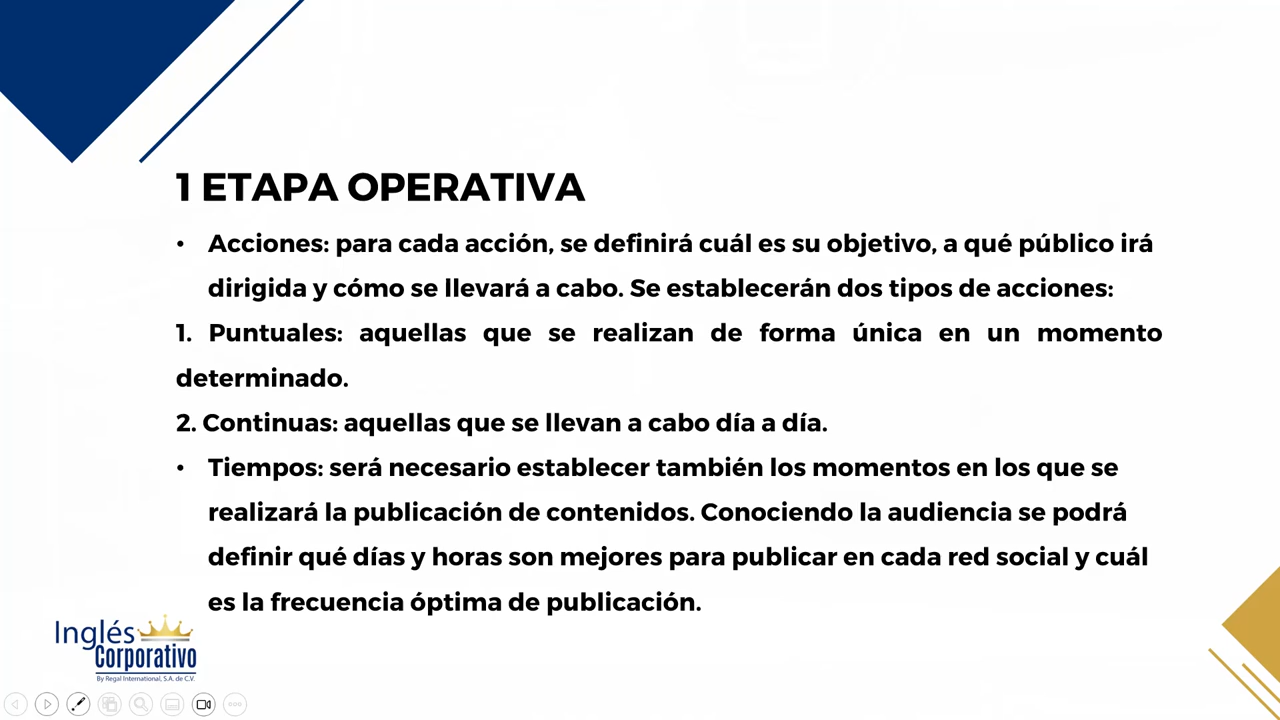 1 ETAPA OPERATIVA
• Acciones: para cada acción, se definirá cuál es su objetivo, a qué público irá
dirigida y cómo se llevará a cabo. Se establecerán dos tipos de acciones:
1. Puntuales: aquellas que se realizan de forma única en un momento
determinado.
2. Continuas: aquellas que se llevan a cabo día a día.
• Tiempos: será necesario establecer también los momentos en los que se
realizará la publicación de contenidos. Conociendo la audiencia se podrá
definir qué días y horas son mejores para publicar en cada red social y cuál
es la frecuencia óptima de publicación.
Inglés
Corporativo
By Regal International, S.A. de C.V.